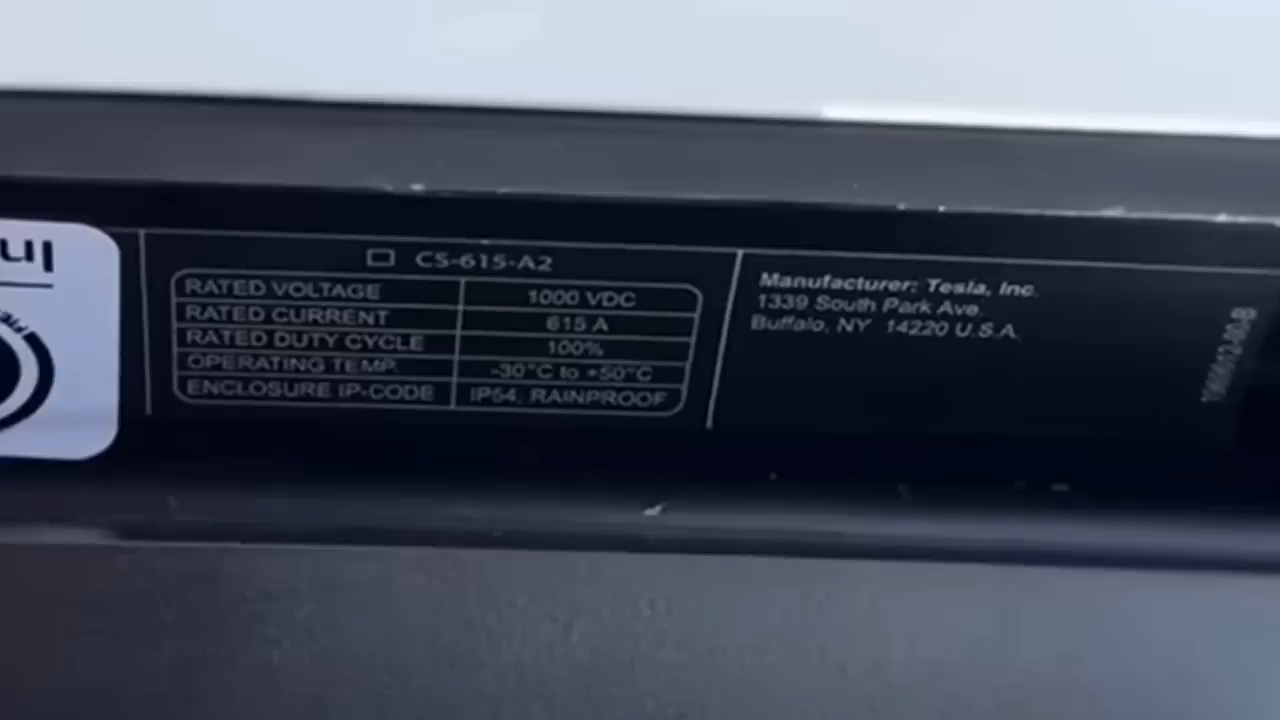 In
CS-615-A2
RATED VOLTAGE 1000 VDC
RATED CURRENT 615 A
RATED DUTY CYCLE 100%
OPERATING TEMP. -30°C to +50°C
ENCLOSURE IP-CODE IP54, RAINPROOF
Manufacturer: Tesla, Inc.
1339 South Park Ave.
Buffalo, NY 14220 U.S.A.